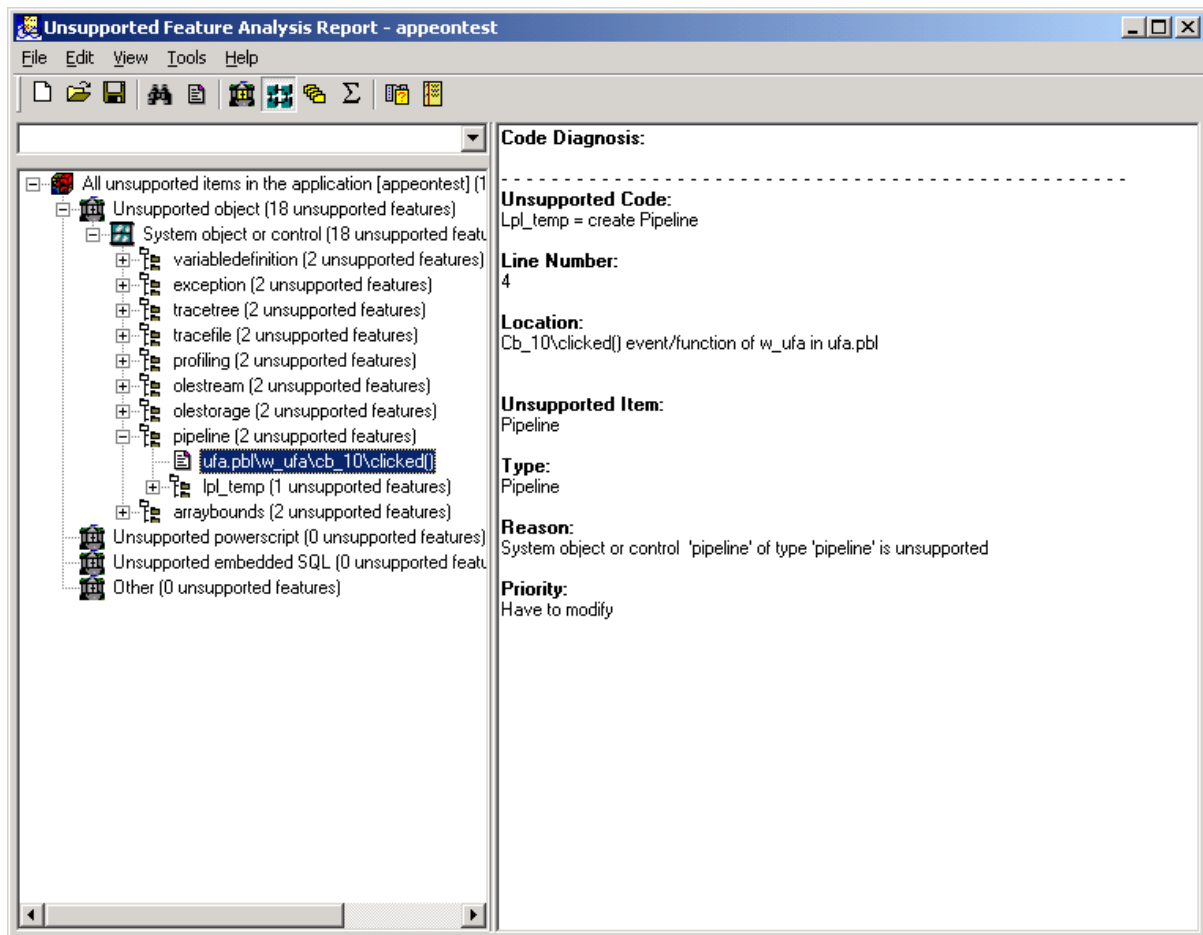 Unsupported Feature Analysis Report - appeontest
File Edit View Tools Help
All unsupported items in the application [appeontest] (1
Unsupported object (18 unsupported features)
System object or control (18 unsupported featu
variabledefinition (2 unsupported features)
exception (2 unsupported features)
tracetree (2 unsupported features)
tracefile (2 unsupported features)
profiling (2 unsupported features)
olestream (2 unsupported features)
olestorage (2 unsupported features)
pipeline (2 unsupported features)
ufa.pbl\w_ufa\cb_10\clicked()
lpl_temp (1 unsupported features)
arraybounds (2 unsupported features)
Unsupported powerscript (0 unsupported features)
Unsupported embedded SQL (0 unsupported featu
Other (0 unsupported features)
Code Diagnosis:
- - - - - - - - - - - - - - - - - - - - - - - - - - - - - - - - - - - - - - - - - - - - - - - - - -
Unsupported Code:
Lpl_temp = create Pipeline
Line Number:
4
Location:
Cb_10\clicked() event/function of w_ufa in ufa.pbl
Unsupported Item:
Pipeline
Type:
Pipeline
Reason:
System object or control 'pipeline' of type 'pipeline' is unsupported
Priority:
Have to modify